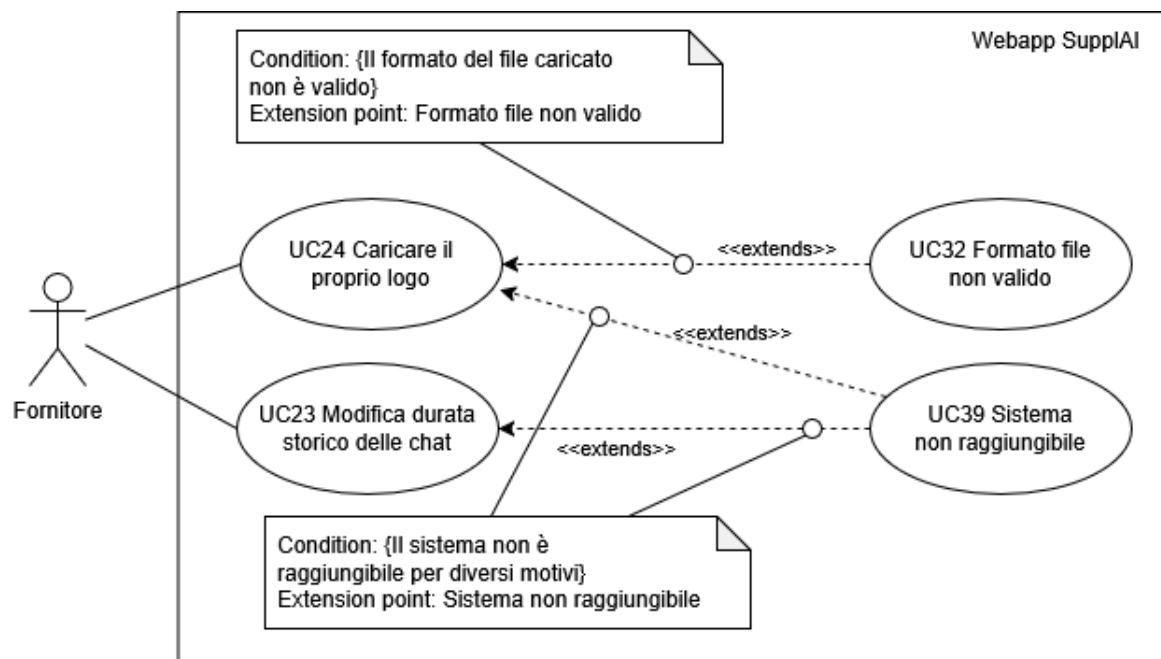 Webapp SupplAI
Condition: {Il formato del file caricato
non è valido}
Extension point: Formato file non valido
UC24 Caricare il
proprio logo
<<extends>>
UC32 Formato file
non valido
<<extends>>
Fornitore
UC23 Modifica durata
storico delle chat
<<extends>>
UC39 Sistema
non raggiungibile
Condition: {Il sistema non è
raggiungibile per diversi motivi}
Extension point: Sistema non raggiungibile